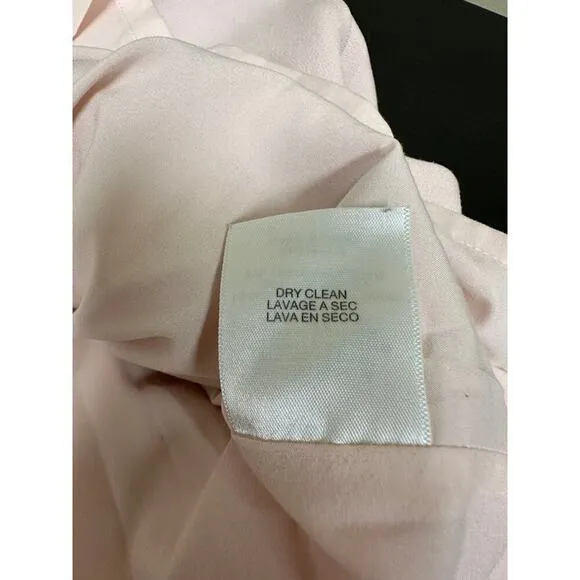 DRY CLEAN
LAVAGE A SEC
LAVA EN SECO